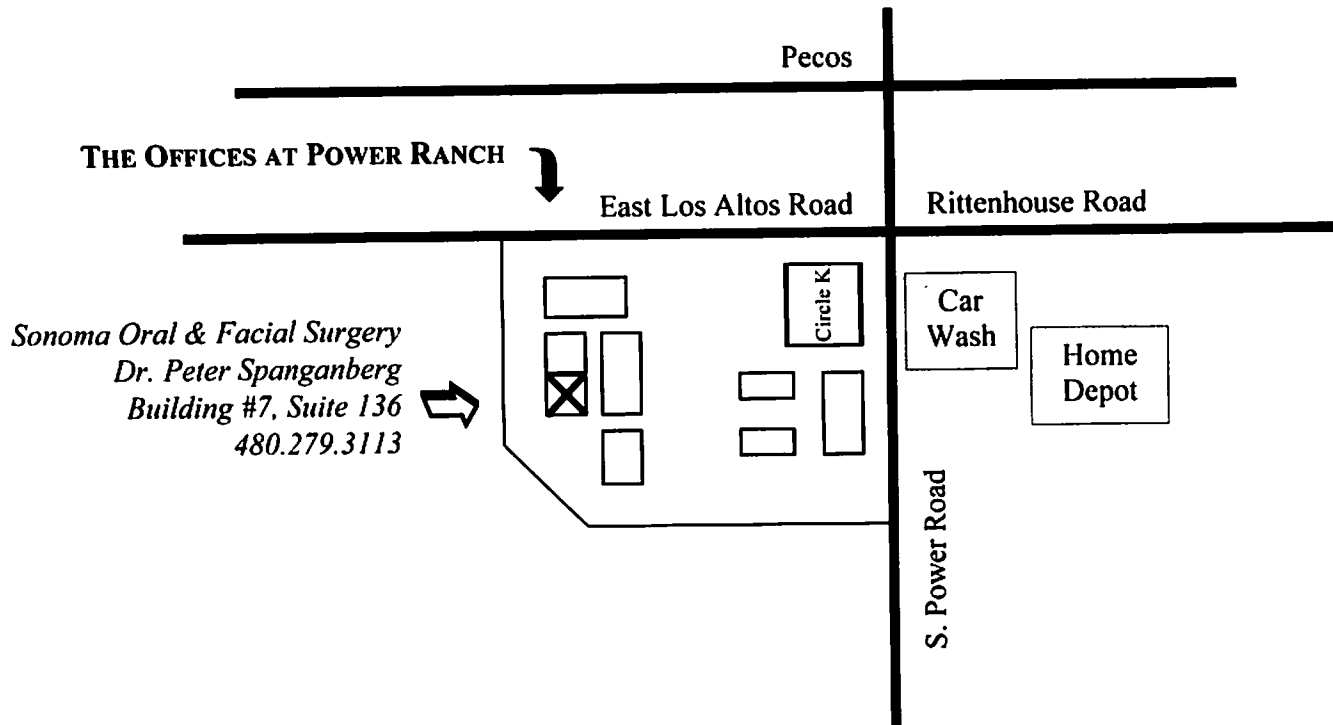 Pecos
THE OFFICES AT POWER RANCH
East Los Altos Road
Rittenhouse Road
Circle K
Car
Wash
Home
Depot
Sonoma Oral & Facial Surgery
Dr. Peter Spanganberg
Building #7, Suite 136
480.279.3113
S. Power Road